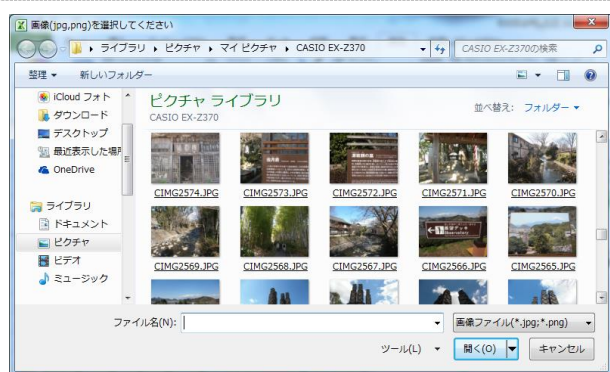 画像(jpg,png)を選択してください
ライブラリ ▸ ピクチャ ▸ マイ ピクチャ ▸ CASIO EX-Z370
CASIO EX-Z370の検索
整理 ▼ 新しいフォルダー
iCloud フォト
ダウンロード
デスクトップ
最近表示した場所
OneDrive
ライブラリ
ドキュメント
ピクチャ
ビデオ
ミュージック
ピクチャ ライブラリ
CASIO EX-Z370
並べ替え: フォルダー ▼
CIMG2574.JPG CIMG2573.JPG CIMG2572.JPG CIMG2571.JPG CIMG2570.JPG
CIMG2569.JPG CIMG2568.JPG CIMG2567.JPG CIMG2566.JPG CIMG2565.JPG
ファイル名(N):
画像ファイル(*.jpg;*.png)
ツール(L) ▼ 開く(O) キャンセル